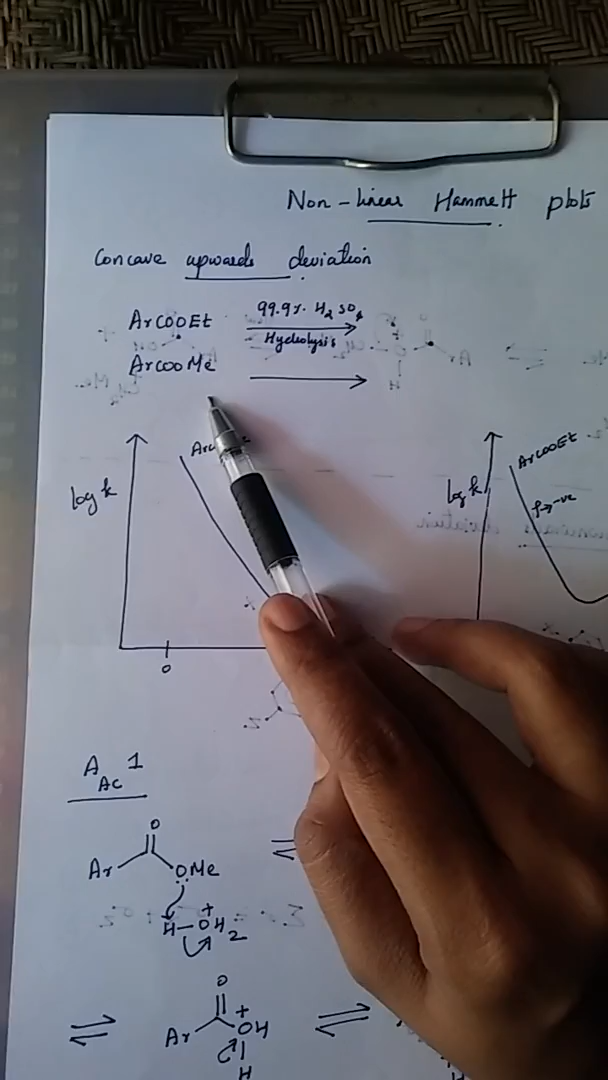 Non-linear Hammett plots
Concave upwards deviation
ArCOOEt 99.9%. H2SO4
Hydrolysis
ArCOOMe
log k
0
log k
ArCOOEt
ρ→-ve
AAC1
O
Ar OMe
H-OH2
+
O
+
Ar OH
H